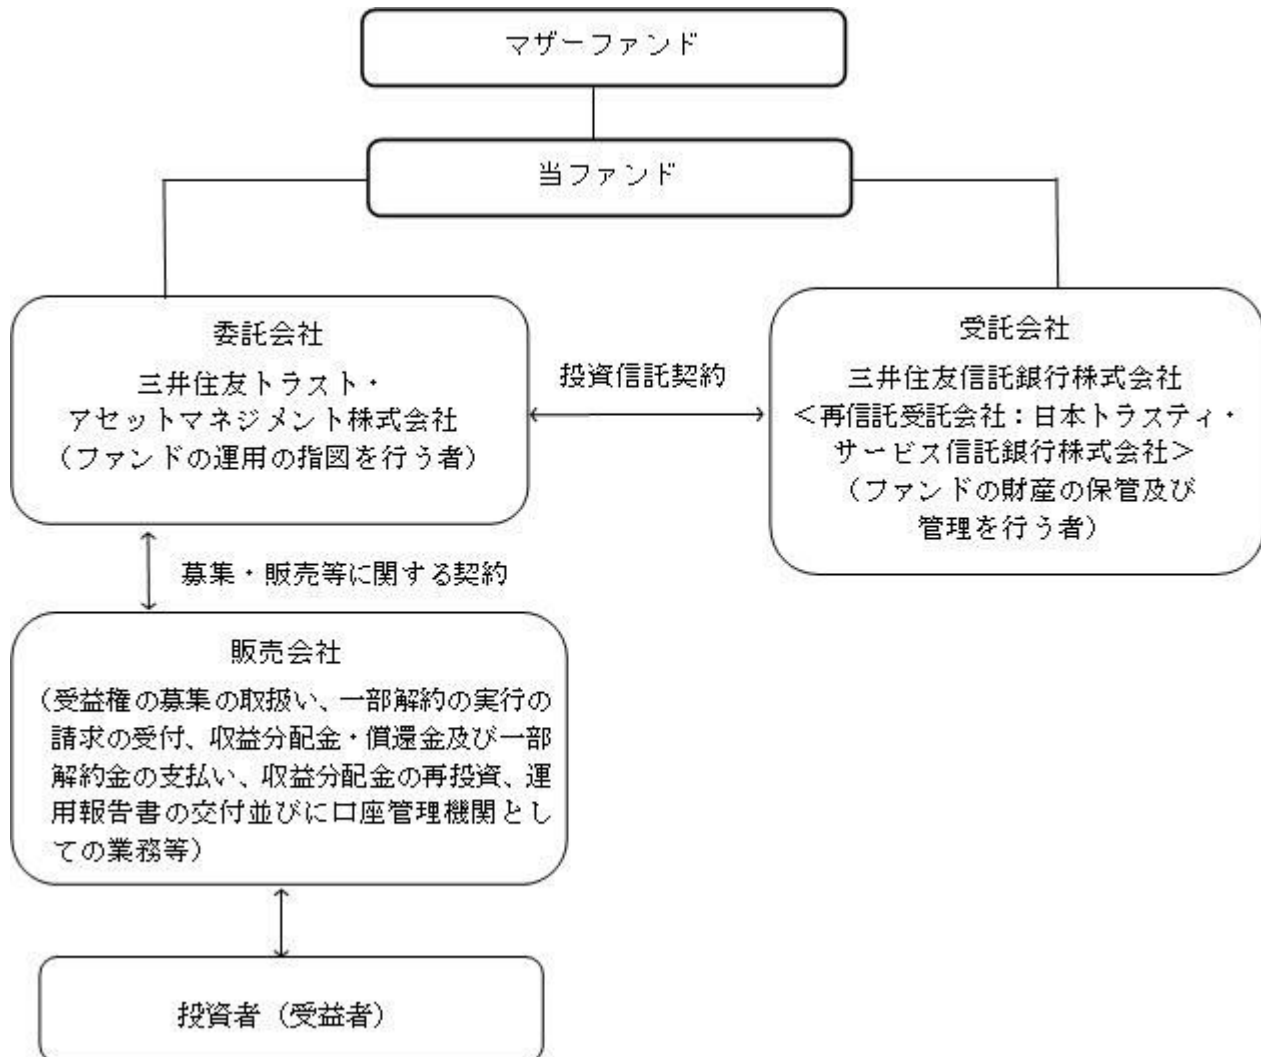 マザーファンド
当ファンド
委託会社
三井住友トラスト・
アセットマネジメント株式会社
（ファンドの運用の指図を行う者）
投資信託契約
受託会社
三井住友信託銀行株式会社
＜再信託受託会社：日本トラスティ・
サービス信託銀行株式会社＞
（ファンドの財産の保管及び
管理を行う者）
募集・販売等に関する契約
販売会社
（受益権の募集の取扱い、一部解約の実行の
請求の受付、収益分配金・償還金及び一部
解約金の支払い、収益分配金の再投資、運
用報告書の交付並びに口座管理機関とし
ての業務等）
投資者（受益者）